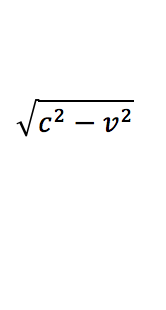 √c² − v²